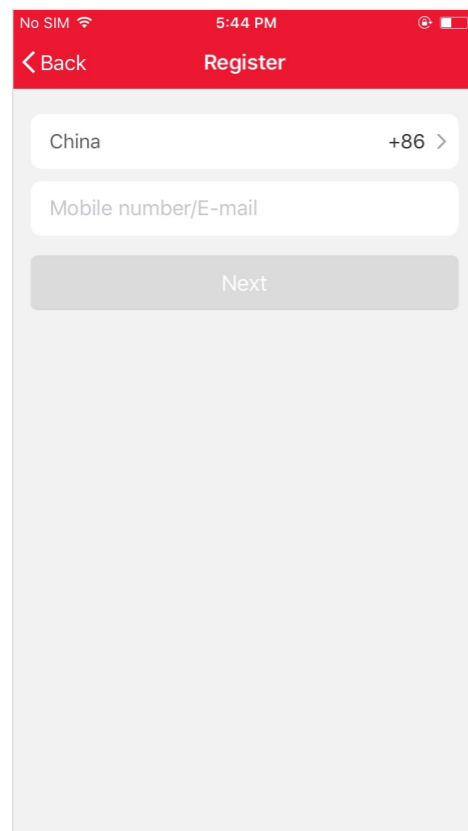 No SIM 5:44 PM
Back Register
China +86
Mobile number/E-mail
Next